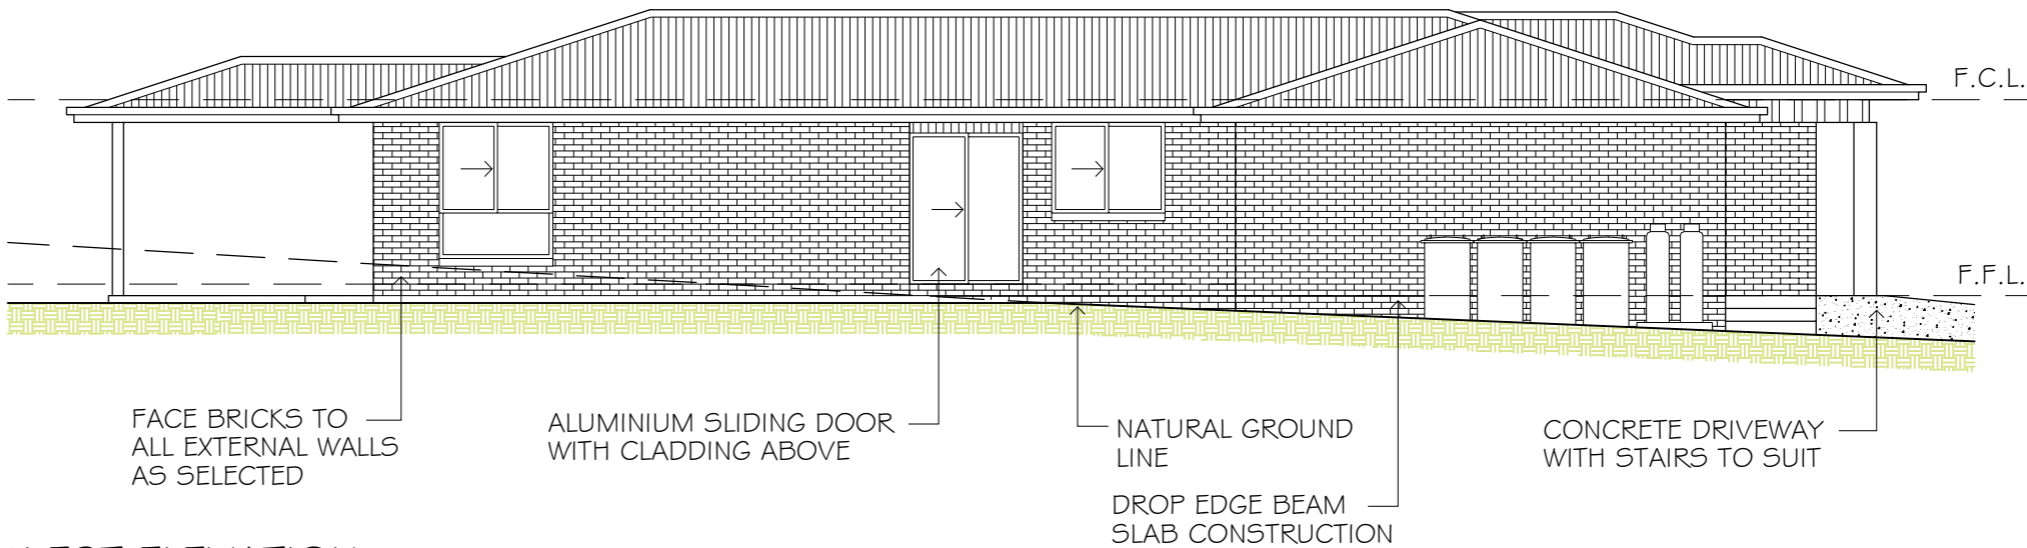 F.C.L.
F.F.L.
FACE BRICKS TO
ALL EXTERNAL WALLS
AS SELECTED
ALUMINIUM SLIDING DOOR
WITH CLADDING ABOVE
NATURAL GROUND
LINE
DROP EDGE BEAM
SLAB CONSTRUCTION
CONCRETE DRIVEWAY
WITH STAIRS TO SUIT